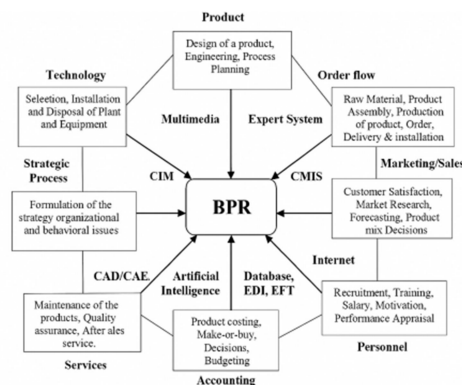 Product
Design of a product,
Engineering, Process
Planning
Technology
Order flow
Seleetion, Installation
and Disposal of Plant
and Equipment
Multimedia
Expert System
Raw Material, Product
Assembly, Production
of product, Order,
Delivery & installation
Strategic
Process
CIM
CMIS
Marketing/Sales
Formulation of the
strategy organizational
and behavioral issues
BPR
Customer Satisfaction,
Market Research,
Forecasting, Product
mix Decisions
CAD/CAE.
Artificial
Intelligence
Database,
EDI, EFT
Internet
Maintenance of the
products, Quality
assurance, After ales
service.
Product costing,
Make-or-buy,
Decisions,
Budgeting
Recruitment, Training,
Salary, Motivation,
Performance Appraisal
Services
Accounting
Personnel